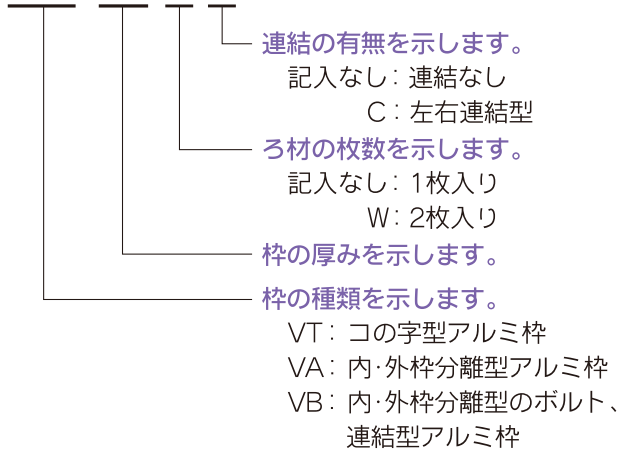 連結の有無を示します。
記入なし：連結なし
C：左右連結型
ろ材の枚数を示します。
記入なし：1枚入り
W：2枚入り
枠の厚みを示します。
枠の種類を示します。
VT：コの字型アルミ枠
VA：内･外枠分離型アルミ枠
VB：内･外枠分離型のボルト、
連結型アルミ枠